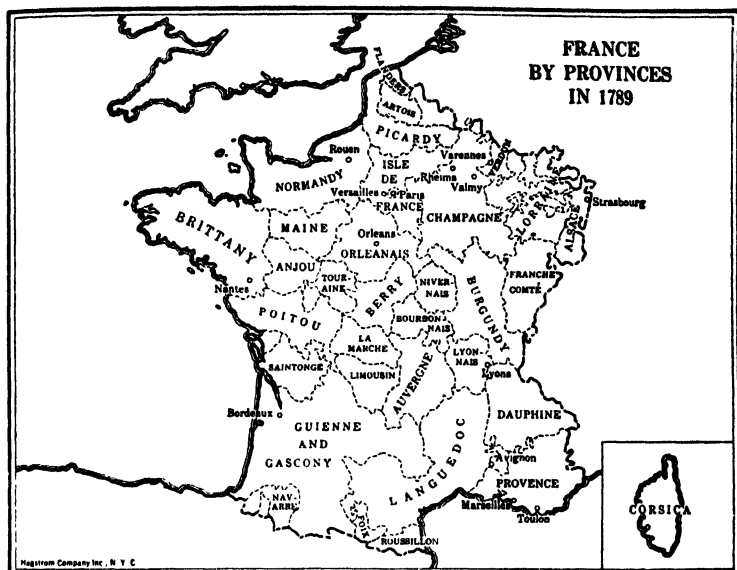 FRANCE
BY PROVINCES
IN 1789
FLANDERS
ARTOIS
PICARDY
Rouen
ISLE
DE
FRANCE
Varennes
VERDUN
Rheims
Valmy
NORMANDY
Versailles
Paris
LORRAINE
Strasbourg
ALSACE
CHAMPAGNE
BRITTANY
MAINE
Orleans
ORLEANAIS
ANJOU
TOUR-
AINE
BERRY
NIVER-
NAIS
BURGUNDY
FRANCHE
COMTÉ
Nantes
POITOU
BOURBON-
NAIS
LA
MARCHE
SAINTONGE
LIMOUSIN
AUVERGNE
LYON-
NAIS
Lyons
Bordeaux
GUIENNE
AND
GASCONY
DAUPHINE
LANGUEDOC
Avignon
PROVENCE
NAV
ARRE
FOIX
Marseilles
Toulon
ROUSSILLON
CORSICA
Hagstrom Company Inc., N Y C